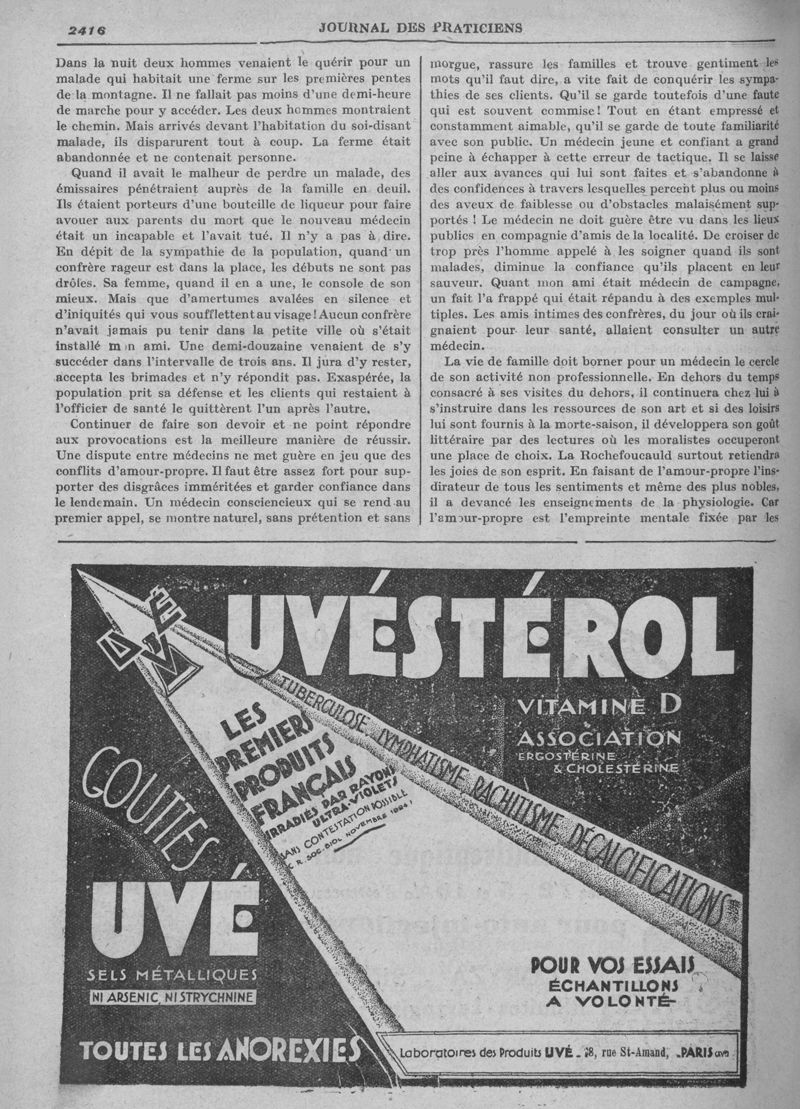 2416
JOURNAL DES PRATICIENS
Dans la nuit deux hommes venaient le quérir pour un
malade qui habitait une ferme sur les premières pentes
de la montagne. Il ne fallait pas moins d'une demi-heure
de marche pour y accéder. Les deux hommes montraient
le chemin. Mais arrivés devant l'habitation du soi-disant
malade, ils disparurent tout à coup. La ferme était
abandonnée et ne contenait personne.
Quand il avait le malheur de perdre un malade, des
émissaires pénétraient auprès de la famille en deuil.
Ils étaient porteurs d'une bouteille de liqueur pour faire
avouer aux parents du mort que le nouveau médecin
était un incapable et l'avait tué. Il n'y a pas à dire.
En dépit de la sympathie de la population, quand un
confrère rageur est dans la place, les débuts ne sont pas
drôles. Sa femme, quand il en a une, le console de son
mieux. Mais que d'amertumes avalées en silence et
d'iniquités qui vous soufflettent au visage ! Aucun confrère
n'avait jamais pu tenir dans la petite ville où s'était
installé mon ami. Une demi-douzaine venaient de s'y
succéder dans l'intervalle de trois ans. Il jura d'y rester,
accepta les brimades et n'y répondit pas. Exaspérée, la
population prit sa défense et les clients qui restaient à
l'officier de santé le quittèrent l'un après l'autre.
Continuer de faire son devoir et ne point répondre
aux provocations est la meilleure manière de réussir.
Une dispute entre médecins ne met guère en jeu que des
conflits d'amour-propre. Il faut être assez fort pour sup-
porter des disgrâces imméritées et garder confiance dans
le lendemain. Un médecin consciencieux qui se rend au
premier appel, se montre naturel, sans prétention et sans
morgue, rassure les familles et trouve gentiment les
mots qu'il faut dire, a vite fait de conquérir les sympa-
thies de ses clients. Qu'il se garde toutefois d'une faute
qui est souvent commise ! Tout en étant empressé et
constamment aimable, qu'il se garde de toute familiarité
avec son public. Un médecin jeune et confiant a grand
peine à échapper à cette erreur de tactique. Il se laisse
aller aux avances qui lui sont faites et s'abandonne à
des confidences à travers lesquelles percent plus ou moins
des aveux de faiblesse ou d'obstacles malaisément sup-
portés ! Le médecin ne doit guère être vu dans les lieux
publics en compagnie d'amis de la localité. De croiser de
trop près l'homme appelé à les soigner quand ils sont
malades, diminue la confiance qu'ils placent en leur
sauveur. Quant mon ami était médecin de campagne,
un fait l'a frappé qui était répandu à des exemples mul-
tiples. Les amis intimes des confrères, du jour où ils crai-
gnaient pour leur santé, allaient consulter un autre
médecin.
La vie de famille doit borner pour un médecin le cercle
de son activité non professionnelle. En dehors du temps
consacré à ses visites du dehors, il continuera chez lui à
s'instruire dans les ressources de son art et si des loisirs
lui sont fournis à la morte-saison, il développera son goût
littéraire par des lectures où les moralistes occuperont
une place de choix. La Rochefoucauld surtout retiendra
les joies de son esprit. En faisant de l'amour-propre l'ins-
dirateur de tous les sentiments et même des plus nobles,
il a devancé les enseignements de la physiologie. Car
l'amour-propre est l'empreinte mentale fixée par les
UVÉ
UVÉSTÉROL
VITAMINE D
ASSOCIATION
ERGOSTÉRINE
& CHOLESTÉRINE
TUBERCULOSE, LYMPHATISME, RACHITISME, DÉCALCIFICATIONS
LES
PREMIERS
PRODUITS
FRANÇAIS
IRRADIÉS PAR RAYONS
ULTRA-VIOLETS
SANS CONTESTATION POSSIBLE
C. R. SOC. BIOL. NOVEMBRE 1926
GOUTTES
UVÉ
SELS MÉTALLIQUES
NI ARSENIC, NI STRYCHNINE
TOUTES LES ANOREXIES
POUR VOS ESSAIS
ÉCHANTILLONS
A VOLONTÉ
Laboratoires des Produits UVÉ - 28, rue St-Amand, - PARIS (XVe)